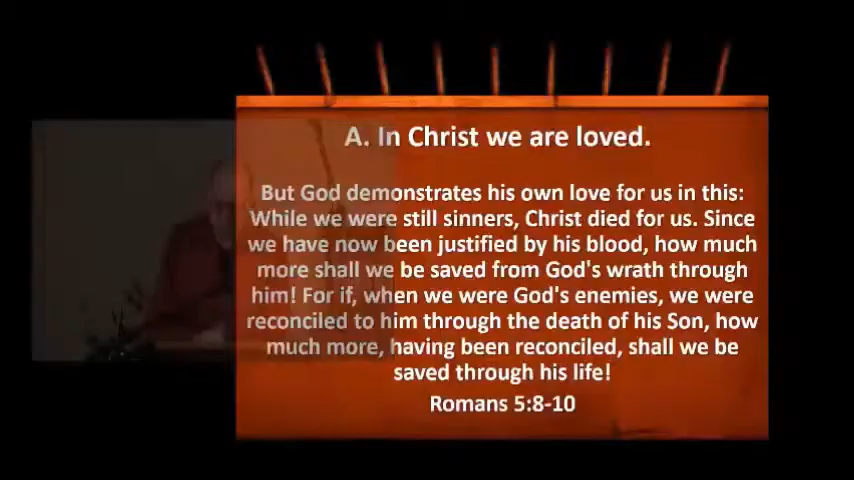 A. In Christ we are loved.
But God demonstrates his own love for us in this:
While we were still sinners, Christ died for us. Since
we have now been justified by his blood, how much
more shall we be saved from God's wrath through
him! For if, when we were God's enemies, we were
reconciled to him through the death of his Son, how
much more, having been reconciled, shall we be
saved through his life!
Romans 5:8-10